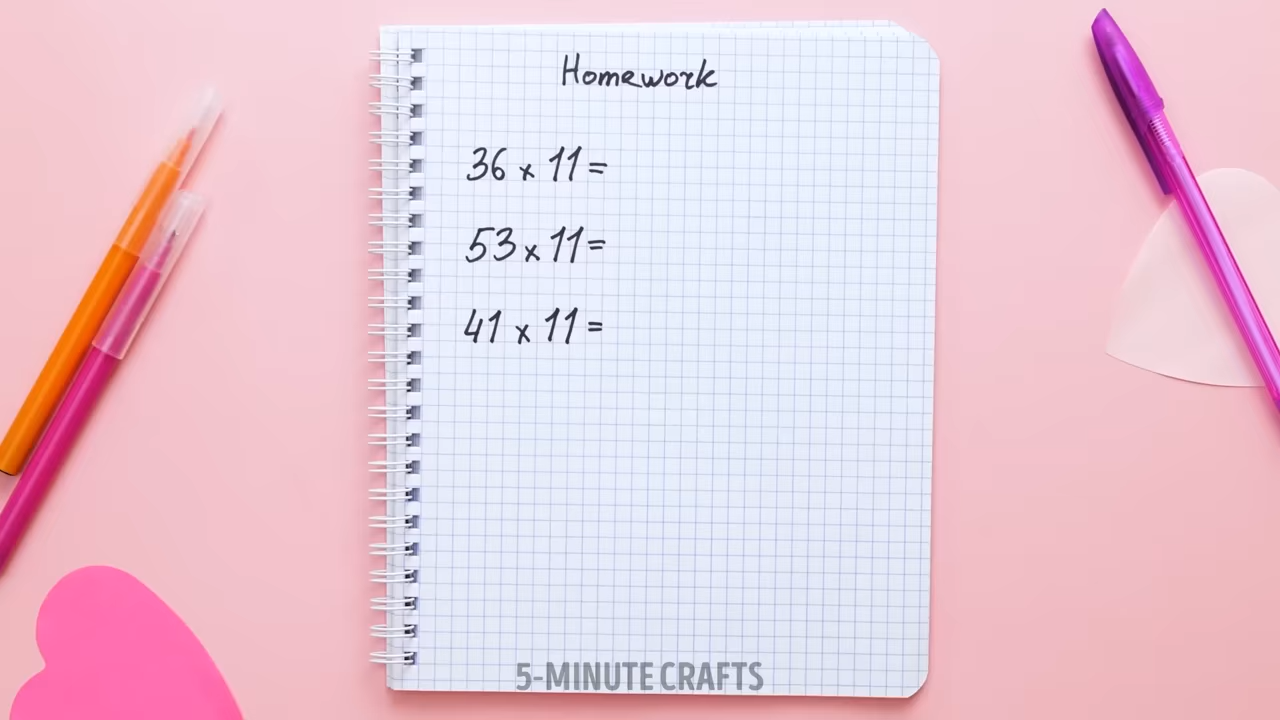 Homework
36 x 11 =
53 x 11 =
41 x 11 =
5-MINUTE CRAFTS